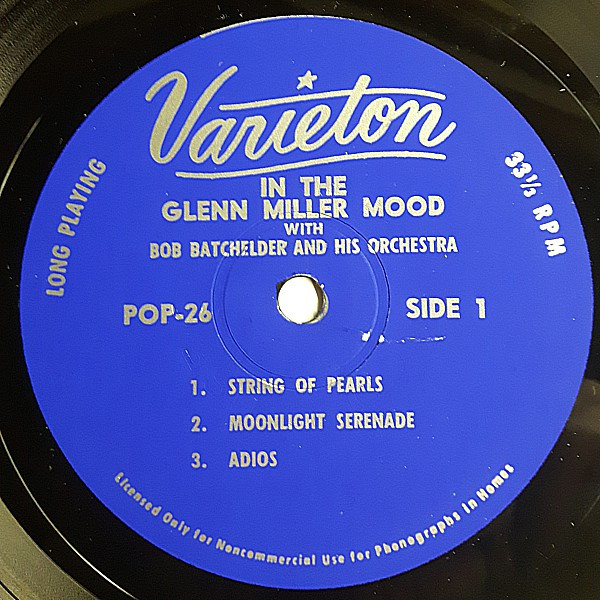 Varieton
IN THE
GLENN MILLER MOOD
WITH
BOB BATCHELDER AND HIS ORCHESTRA
LONG PLAYING
33⅓ RPM
POP-26
SIDE 1
1. STRING OF PEARLS
2. MOONLIGHT SERENADE
3. ADIOS
Licensed Only for Noncommercial Use for Phonographs in Homes